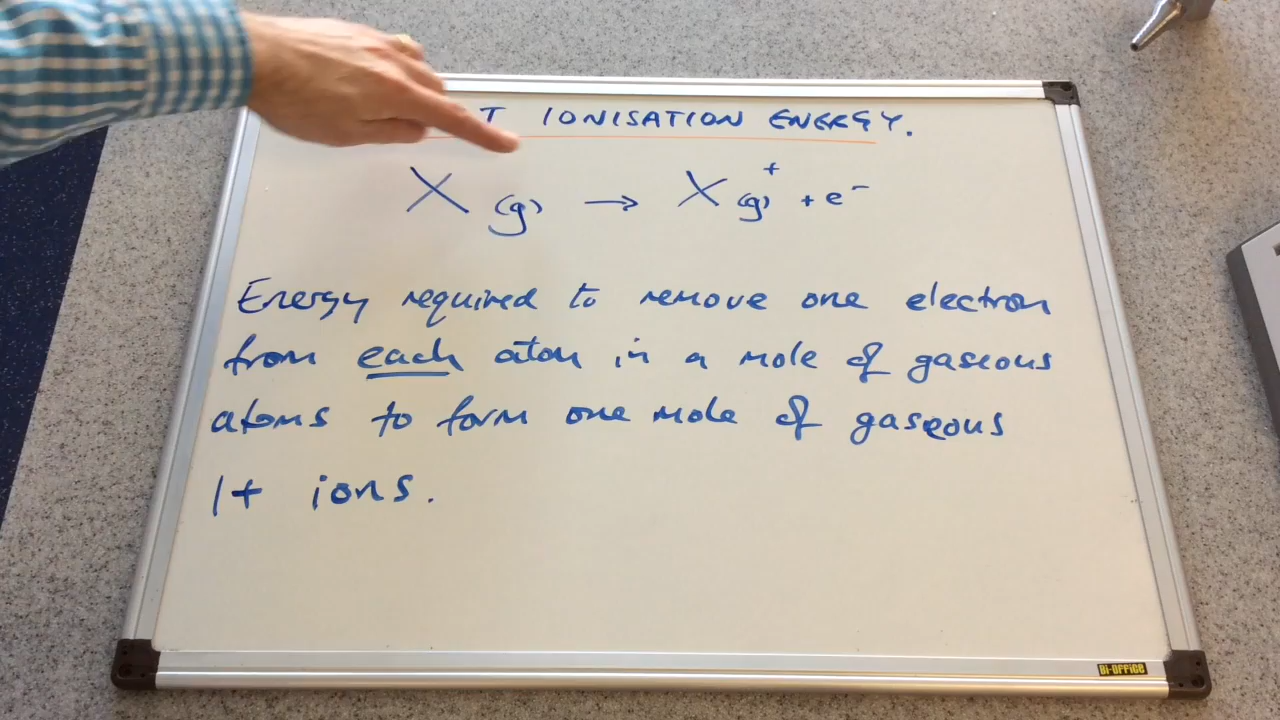 T IONISATION ENERGY.
X (g) → X⁺ (g) + e⁻
Energy required to remove one electron
from each atom in a mole of gaseous
atoms to form one mole of gaseous
1+ ions.
Bi-OFFICE